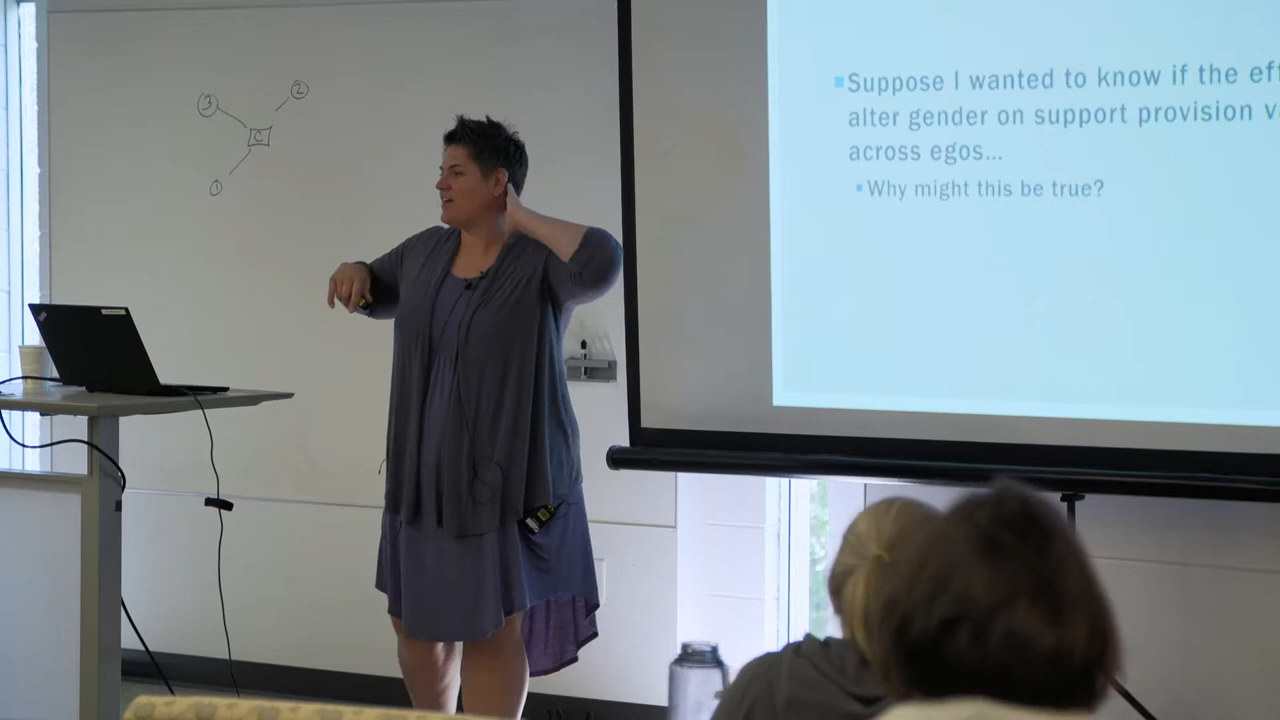 3
2
C
1
Suppose I wanted to know if the
alter gender on support provision
across egos...
Why might this be true?